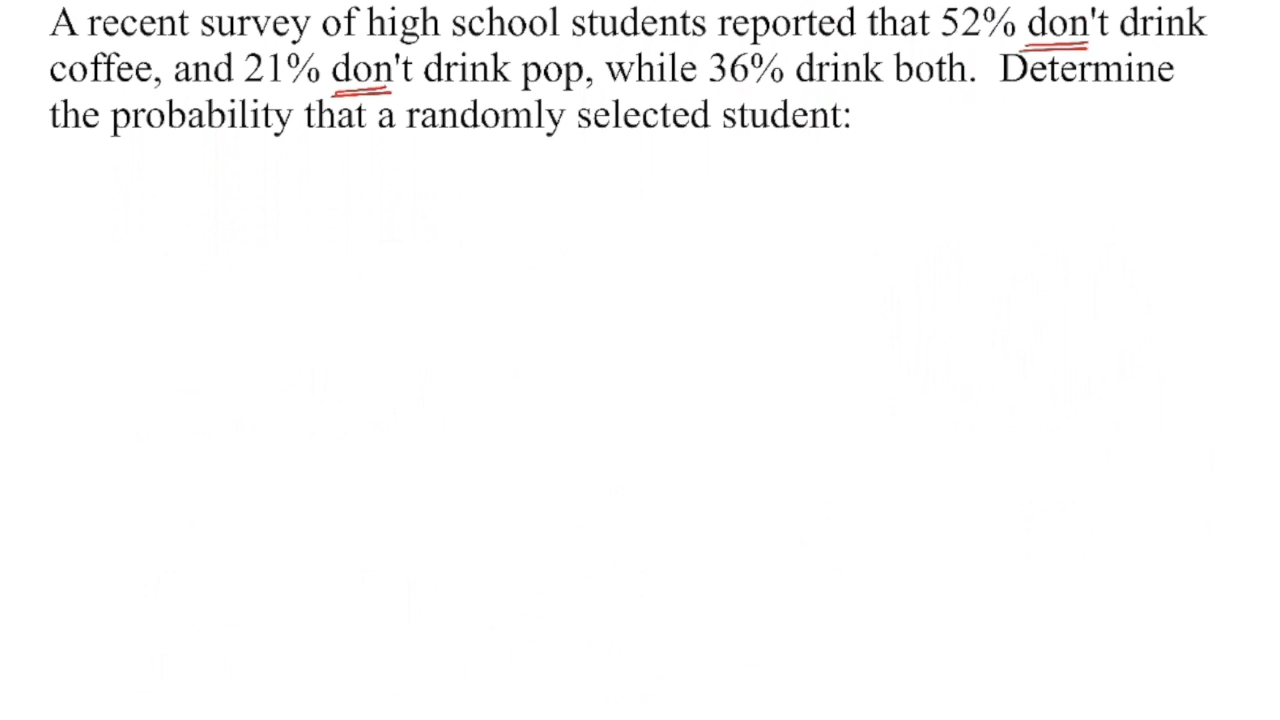 A recent survey of high school students reported that 52% don't drink
coffee, and 21% don't drink pop, while 36% drink both.  Determine
the probability that a randomly selected student: